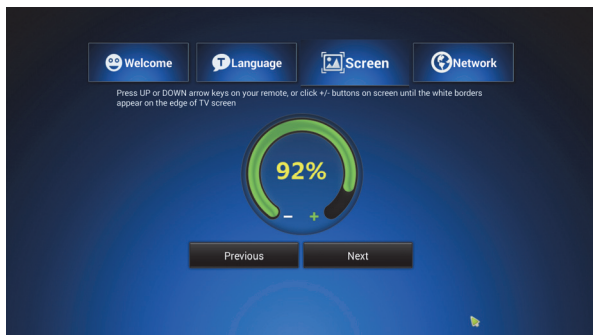 Welcome
Language
Screen
Network
Press UP or DOWN arrow keys on your remote, or click +/- buttons on screen until the white borders
appear on the edge of TV screen
92%
- +
Previous
Next